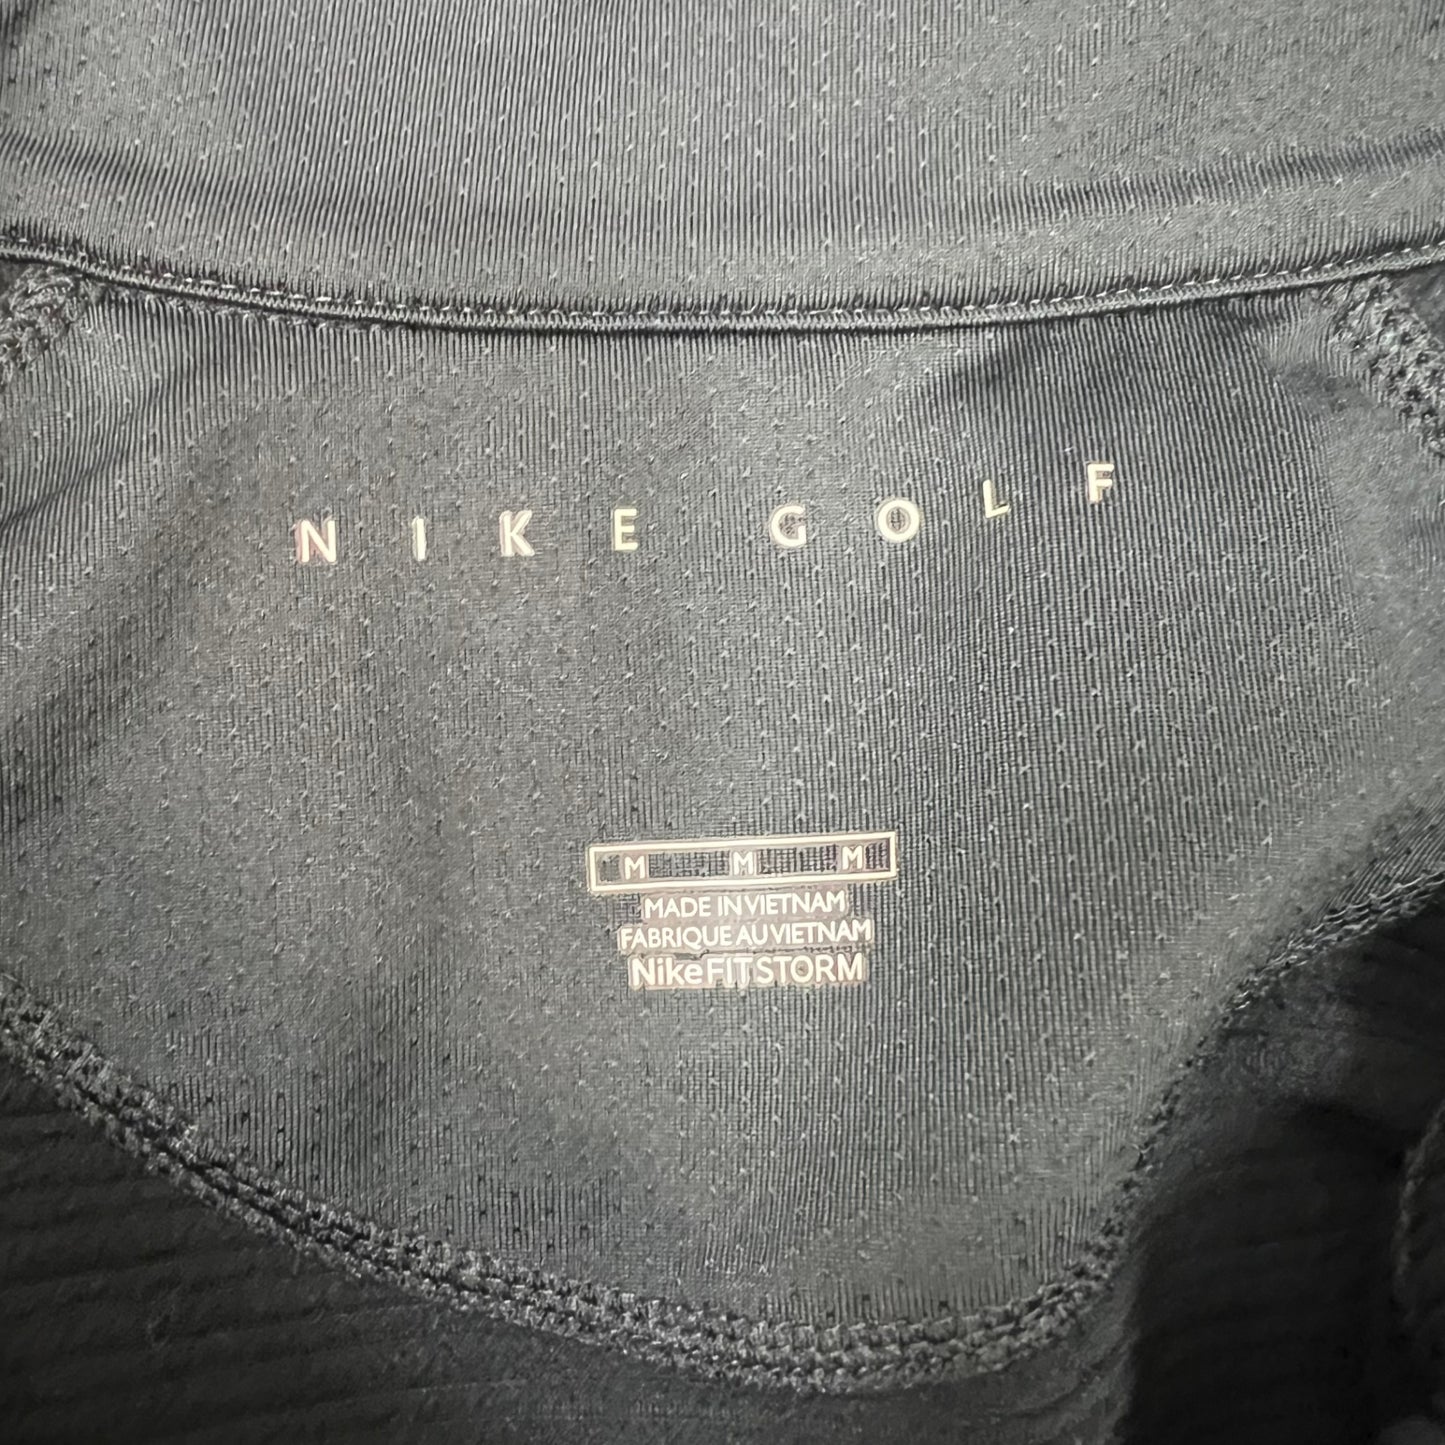 NIKE GOLF
M M M
MADE IN VIETNAM
FABRIQUE AU VIETNAM
NikeFITSTORM